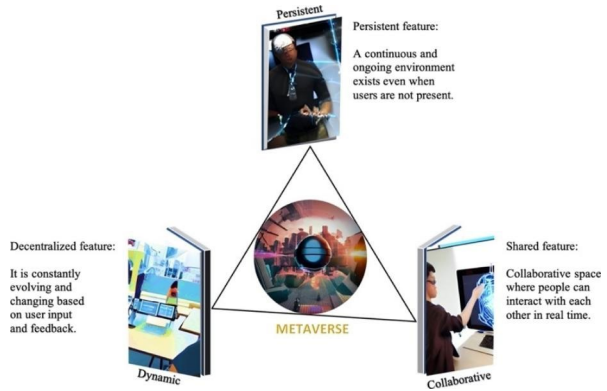 Persistent
Persistent feature:
A continuous and
ongoing environment
exists even when
users are not present.
Decentralized feature:
It is constantly
evolving and
changing based
on user input
and feedback.
Dynamic
METAVERSE
Shared feature:
Collaborative space
where people can
interact with each
other in real time.
Collaborative